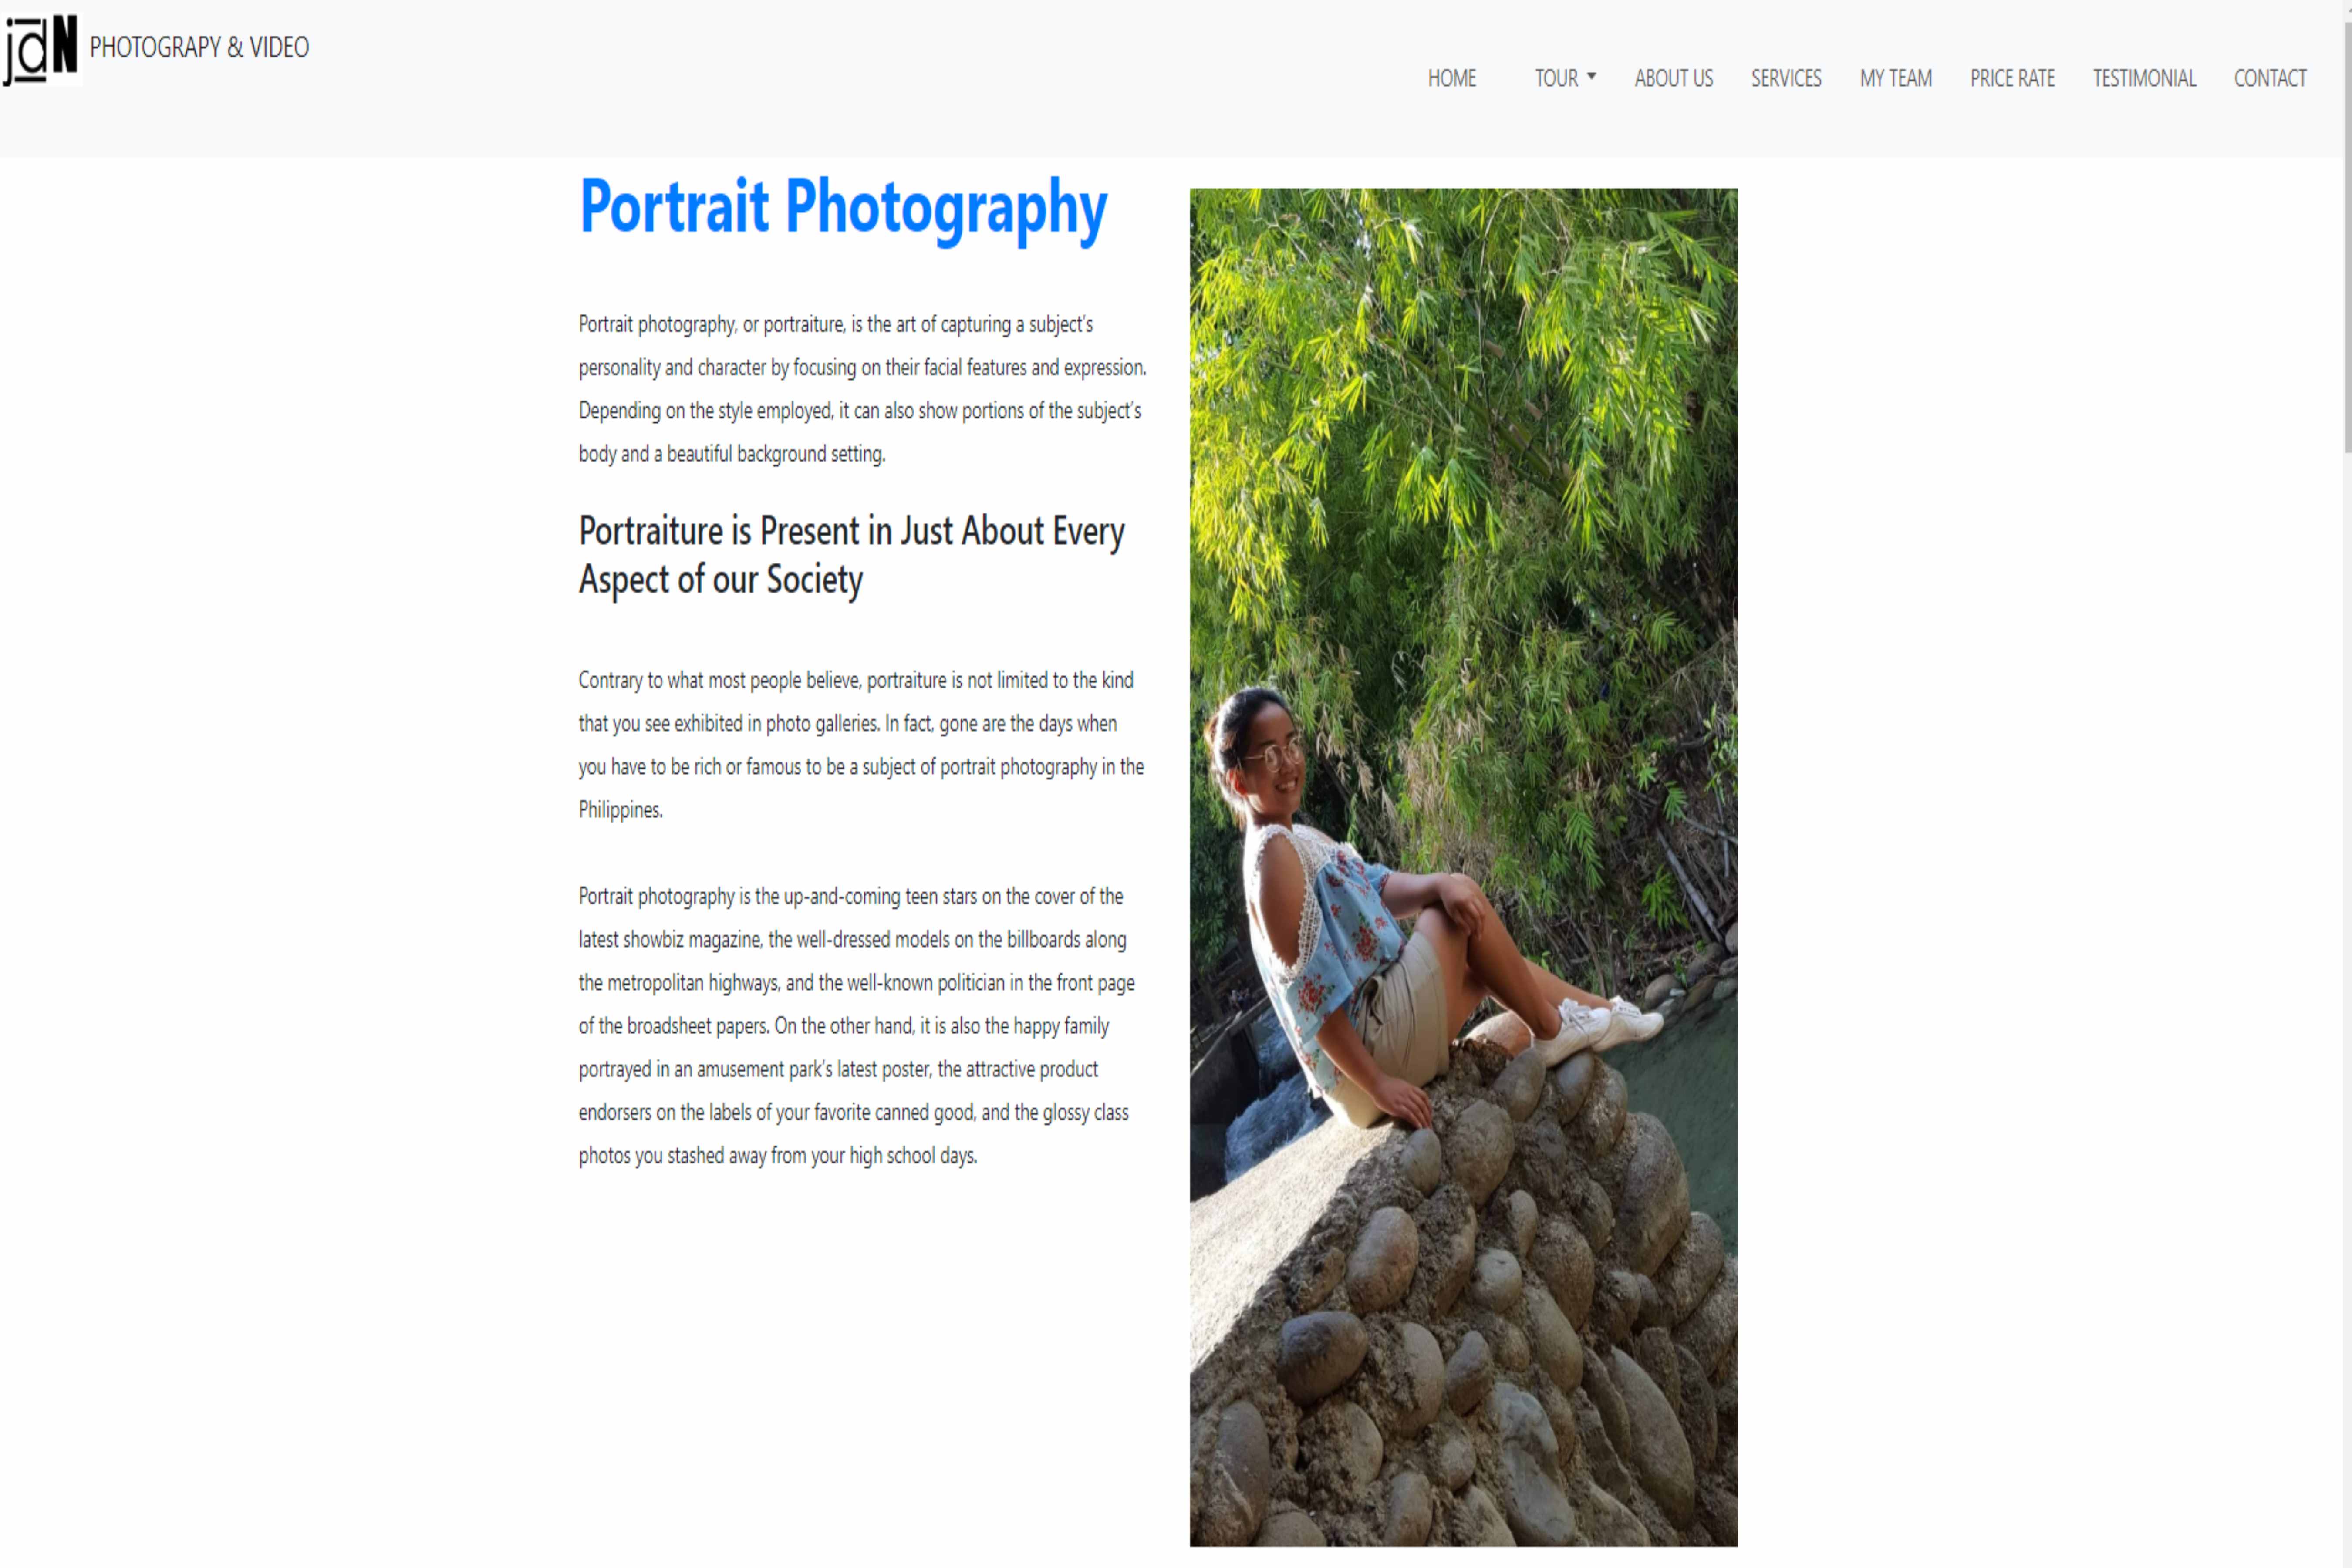 jdN PHOTOGRAPY & VIDEO
HOME TOUR ABOUT US SERVICES MY TEAM PRICE RATE TESTIMONIAL CONTACT
Portrait Photography
Portrait photography, or portraiture, is the art of capturing a subject's
personality and character by focusing on their facial features and expression.
Depending on the style employed, it can also show portions of the subject's
body and a beautiful background setting.
Portraiture is Present in Just About Every
Aspect of our Society
Contrary to what most people believe, portraiture is not limited to the kind
that you see exhibited in photo galleries. In fact, gone are the days when
you have to be rich or famous to be a subject of portrait photography in the
Philippines.
Portrait photography is the up-and-coming teen stars on the cover of the
latest showbiz magazine, the well-dressed models on the billboards along
the metropolitan highways, and the well-known politician in the front page
of the broadsheet papers. On the other hand, it is also the happy family
portrayed in an amusement park's latest poster, the attractive product
endorsers on the labels of your favorite canned good, and the glossy class
photos you stashed away from your high school days.